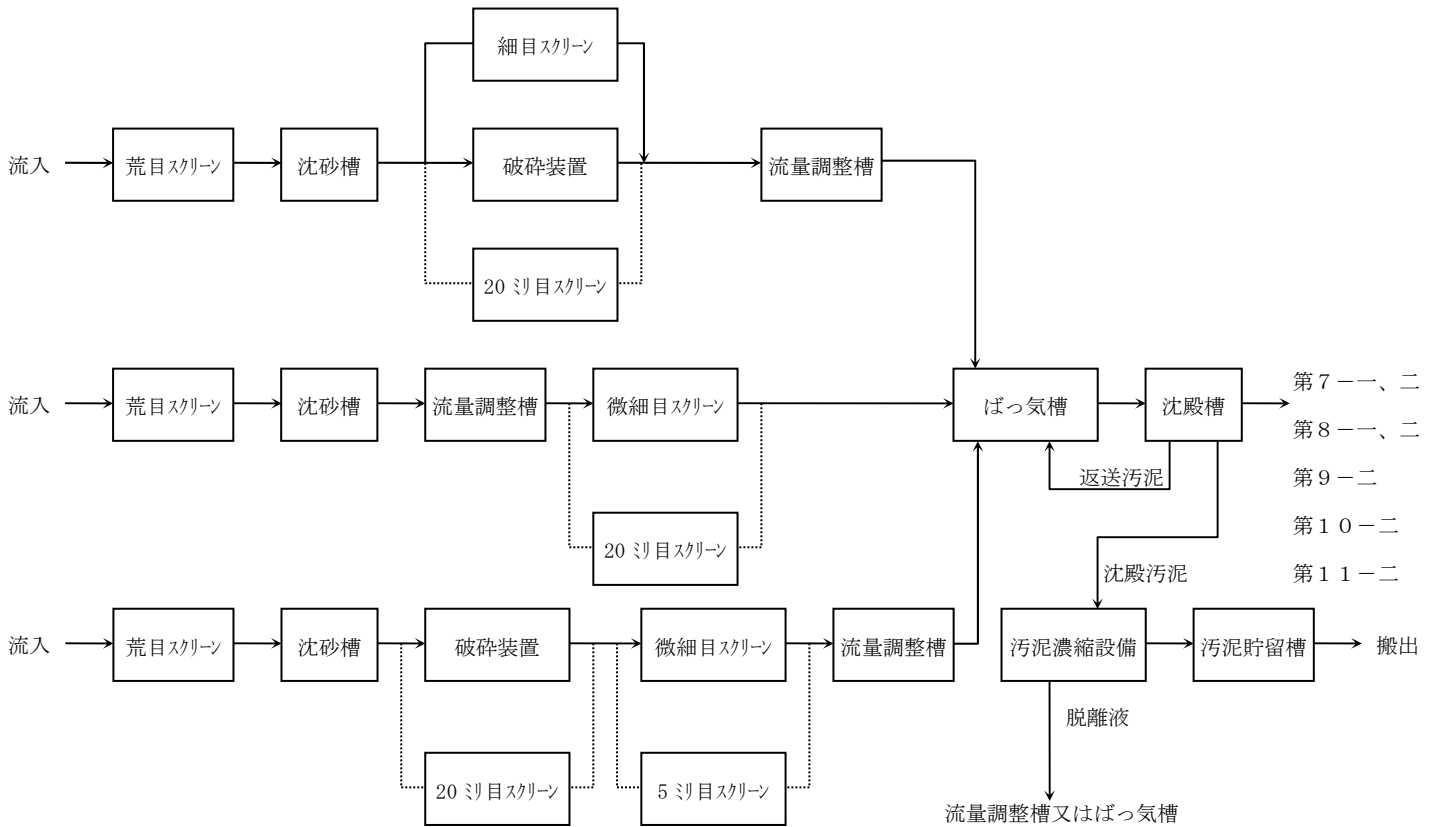 細目ｽｸﾘｰﾝ
流入
荒目ｽｸﾘｰﾝ
沈砂槽
破砕装置
流量調整槽
20 ﾐﾘ目ｽｸﾘｰﾝ
流入
荒目ｽｸﾘｰﾝ
沈砂槽
流量調整槽
微細目ｽｸﾘｰﾝ
ばっ気槽
沈殿槽
第７－一、二
第８－一、二
第９－二
第１０－二
第１１－二
返送汚泥
20 ﾐﾘ目ｽｸﾘｰﾝ
沈殿汚泥
流入
荒目ｽｸﾘｰﾝ
沈砂槽
破砕装置
微細目ｽｸﾘｰﾝ
流量調整槽
汚泥濃縮設備
汚泥貯留槽
搬出
脱離液
20 ﾐﾘ目ｽｸﾘｰﾝ
5 ﾐﾘ目ｽｸﾘｰﾝ
流量調整槽又はばっ気槽